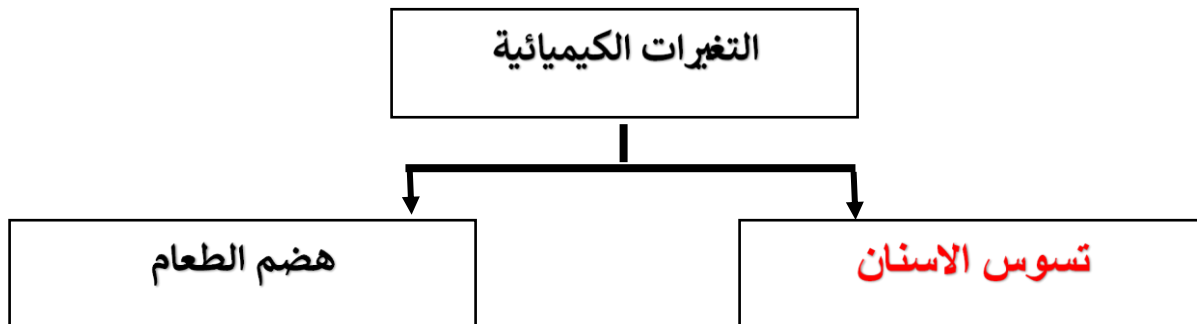 التغيرات الكيميائية
تسوس الاسنان
هضم الطعام